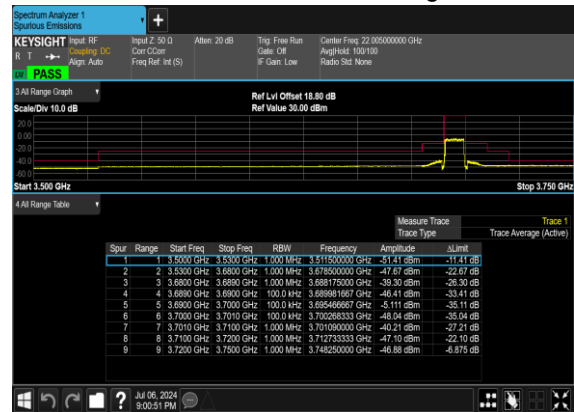 Spectrum Analyzer 1
Spurious Emissions
KEYSIGHT Input: RF Input Z: 50 Ω Atten: 20 dB Trig: Free Run Center Freq: 22.005000000 GHz
R T Coupling: DC Corr CCorr Gate: Off Avg|Hold: 100/100
Align: Auto Freq Ref: Int (S) IF Gain: Low Radio Std: None
PASS
3 All Range Graph
Ref Lvl Offset 18.80 dB
Scale/Div 10.0 dB Ref Value 30.00 dBm
20.0
0.00
-20.0
-40.0
-60.0
Start 3.500 GHz Stop 3.750 GHz
4 All Range Table
Measure Trace Trace 1
Trace Type Trace Average (Active)
Spur Range Start Freq Stop Freq RBW Frequency Amplitude ΔLimit
1 1 3.5000 GHz 3.5300 GHz 1.000 MHz 3.511500000 GHz -51.41 dBm -11.41 dB
2 2 3.5300 GHz 3.6800 GHz 1.000 MHz 3.678500000 GHz -47.67 dBm -22.67 dB
3 3 3.6800 GHz 3.6890 GHz 1.000 MHz 3.688175000 GHz -39.30 dBm -26.30 dB
4 4 3.6890 GHz 3.6900 GHz 100.0 kHz 3.689981667 GHz -46.41 dBm -33.41 dB
5 5 3.6900 GHz 3.7000 GHz 100.0 kHz 3.695466667 GHz -5.111 dBm -35.11 dB
6 6 3.7000 GHz 3.7010 GHz 100.0 kHz 3.700268333 GHz -48.04 dBm -35.04 dB
7 7 3.7010 GHz 3.7100 GHz 1.000 MHz 3.701090000 GHz -40.21 dBm -27.21 dB
8 8 3.7100 GHz 3.7200 GHz 1.000 MHz 3.712733333 GHz -47.10 dBm -22.10 dB
9 9 3.7200 GHz 3.7500 GHz 1.000 MHz 3.748250000 GHz -46.88 dBm -6.875 dB
Jul 06, 2024
9:00:51 PM